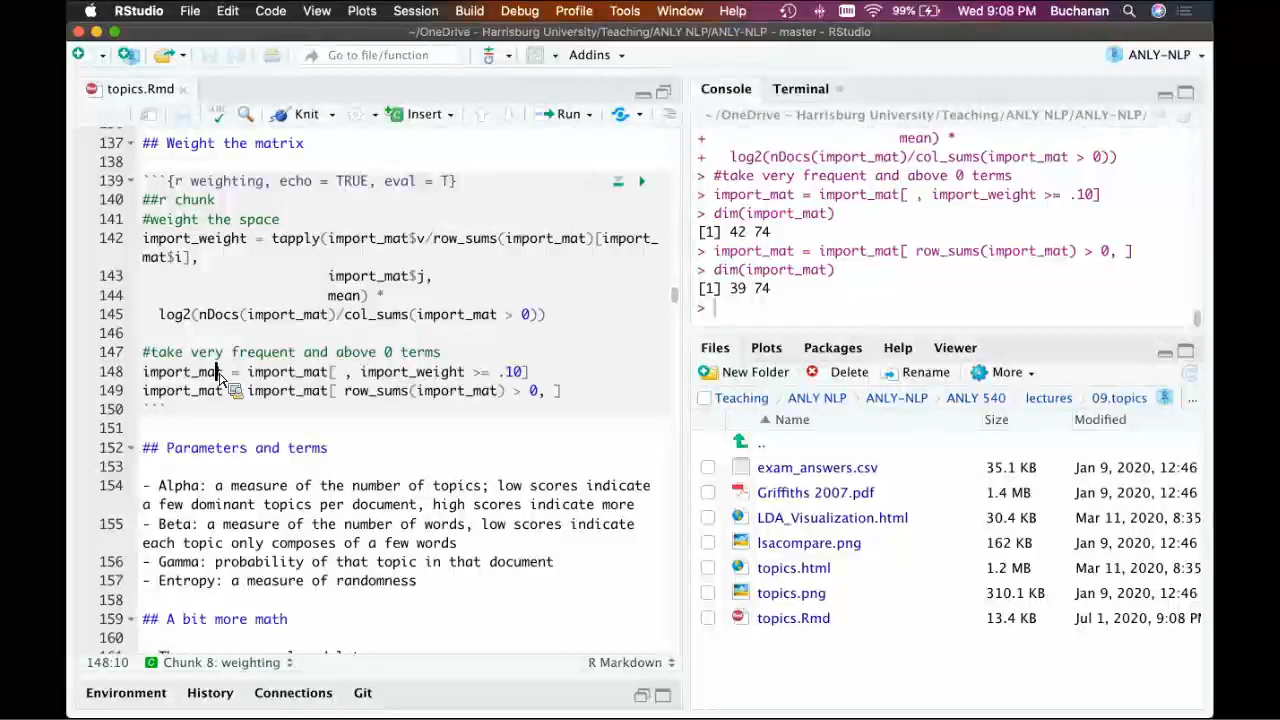 RStudio File Edit Code View Plots Session Build Debug Profile Tools Window Help 99% Wed 9:08 PM Buchanan
~/OneDrive - Harrisburg University/Teaching/ANLY NLP/ANLY-NLP - master - RStudio
Go to file/function Addins ANLY-NLP
topics.Rmd
Knit Insert Run
137 ## Weight the matrix
138
139 ```{r weighting, echo = TRUE, eval = T}
140 ##r chunk
141 #weight the space
142 import_weight = tapply(import_mat$v/row_sums(import_mat)[import_
mat$i],
143 import_mat$j,
144 mean) *
145 log2(nDocs(import_mat)/col_sums(import_mat > 0))
146
147 #take very frequent and above 0 terms
148 import_mat = import_mat[ , import_weight >= .10]
149 import_mat import_mat[ row_sums(import_mat) > 0, ]
150 ```
151
152 ## Parameters and terms
153
154 - Alpha: a measure of the number of topics; low scores indicate
a few dominant topics per document, high scores indicate more
155 - Beta: a measure of the number of words, low scores indicate
each topic only composes of a few words
156 - Gamma: probability of that topic in that document
157 - Entropy: a measure of randomness
158
159 ## A bit more math
160
148:10 Chunk 8: weighting R Markdown
Environment History Connections Git
Console Terminal
~/OneDrive - Harrisburg University/Teaching/ANLY NLP/ANLY-NLP/
+ mean) *
+ log2(nDocs(import_mat)/col_sums(import_mat > 0))
> #take very frequent and above 0 terms
> import_mat = import_mat[ , import_weight >= .10]
> dim(import_mat)
[1] 42 74
> import_mat = import_mat[ row_sums(import_mat) > 0, ]
> dim(import_mat)
[1] 39 74
>
Files Plots Packages Help Viewer
New Folder Delete Rename More
Teaching ANLY NLP ANLY-NLP ANLY 540 lectures 09.topics ...
Name Size Modified
..
exam_answers.csv 35.1 KB Jan 9, 2020, 12:46
Griffiths 2007.pdf 1.4 MB Jan 9, 2020, 12:46
LDA_Visualization.html 30.4 KB Mar 11, 2020, 8:35
lsacompare.png 162 KB Jan 9, 2020, 12:46
topics.html 1.2 MB Mar 11, 2020, 8:35
topics.png 310.1 KB Jan 9, 2020, 12:46
topics.Rmd 13.4 KB Jul 1, 2020, 9:08 P